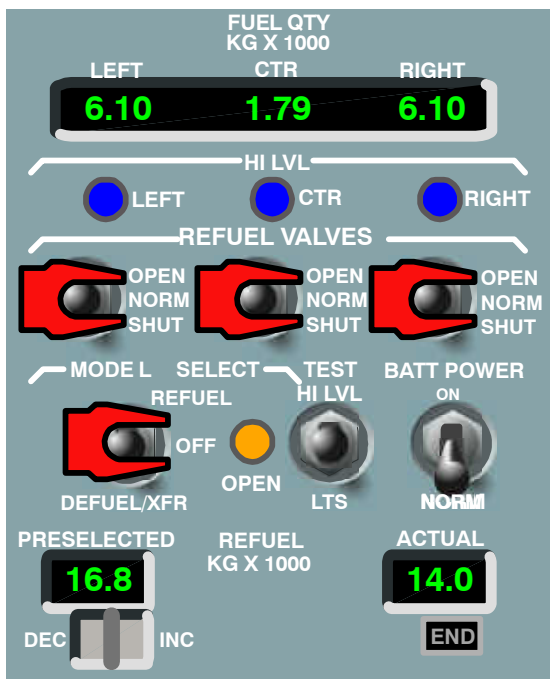 FUEL QTY
KG X 1000
LEFT CTR RIGHT
6.10 1.79 6.10
HI LVL
LEFT CTR RIGHT
REFUEL VALVES
OPEN OPEN OPEN
NORM NORM NORM
SHUT SHUT SHUT
MODE L SELECT TEST BATT POWER
REFUEL HI LVL ON
OFF
OPEN
DEFUEL/XFR LTS NORM
PRESELECTED REFUEL ACTUAL
KG X 1000
16.8 14.0
DEC INC END